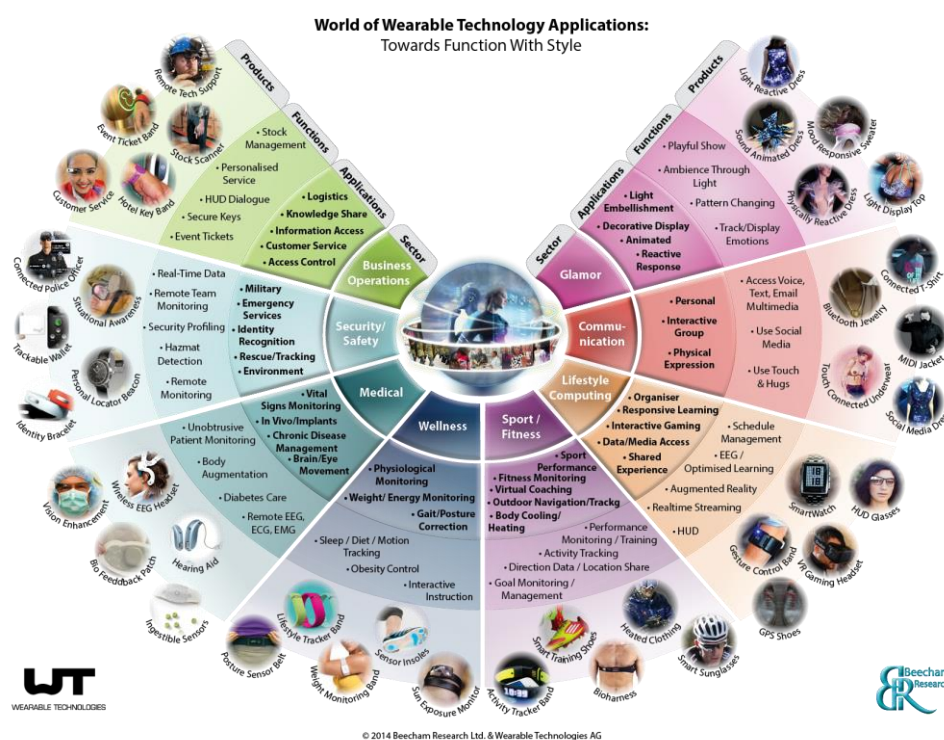 World of Wearable Technology Applications:
Towards Function With Style
Products
Functions
Applications
Sector
Business
Operations
• Logistics
• Knowledge Share
• Information Access
• Customer Service
• Access Control
• Stock
Management
• Personalised
Service
• HUD Dialogue
• Secure Keys
• Event Tickets
Remote Tech Support
Event Ticket Band
Stock Scanner
Customer Service
Hotel Key Band
Security/
Safety
• Military
• Emergency
Services
• Identity
Recognition
• Rescue/Tracking
• Environment
• Real-Time Data
• Remote Team
Monitoring
• Security Profiling
• Hazmat
Detection
• Remote
Monitoring
Connected Police Officer
Situational Awareness
Trackable Wallet
Personal Locator Beacon
Identity Bracelet
Medical
• Vital
Signs Monitoring
• In Vivo/Implants
• Chronic Disease
Management
• Brain/Eye
Movement
• Unobtrusive
Patient Monitoring
• Body
Augmentation
• Diabetes Care
• Remote EEG,
ECG, EMG
Vision Enhancement
Wireless EEG Headset
Bio Feeddback Patch
Hearing Aid
Ingestible Sensors
Wellness
• Physiological
Monitoring
• Weight/ Energy Monitoring
• Gait/Posture
Correction
• Sleep / Diet / Motion
Tracking
• Obesity Control
• Interactive
Instruction
Posture Sensor Belt
Lifestyle Tracker Band
Weight Monitoring Band
Sensor Insoles
Sun Exposure Monitor
Sport /
Fitness
• Sport
Performance
• Fitness Monitoring
• Virtual Coaching
• Outdoor Navigation/Trackg
• Body Cooling/
Heating
• Performance
Monitoring / Training
• Activity Tracking
• Direction Data / Location Share
• Goal Monitoring /
Management
Activity Tracker Band
Smart Training Shoes
Bioharness
Heated Clothing
Smart Sunglasses
Lifestyle
Computing
• Organiser
• Responsive Learning
• Interactive Gaming
• Data/Media Access
• Shared
Experience
• Schedule
Management
• EEG /
Optimised Learning
• Augmented Reality
• Realtime Streaming
• HUD
SmartWatch
HUD Glasses
Gesture Control Band
VR Gaming Headset
GPS Shoes
Commu-
nication
• Personal
• Interactive
Group
• Physical
Expression
• Access Voice,
Text, Email
Multimedia
• Use Social
Media
• Use Touch
& Hugs
Connected T-Shirt
Bluetooth Jewelry
MIDI Jacket
Touch Connected Underwear
Social Media Dress
Products
Functions
Applications
Sector
Glamor
• Light
Embellishment
• Decorative Display
• Animated
• Reactive
Response
• Playful Show
• Ambience Through
Light
• Pattern Changing
• Track/Display
Emotions
Light Reactive Dress
Sound Animated Dress
Mood Responsive Sweater
Physically Reactive Dress
Light Display Top
WT
WEARABLE TECHNOLOGIES
Beecham
Research
© 2014 Beecham Research Ltd. & Wearable Technologies AG